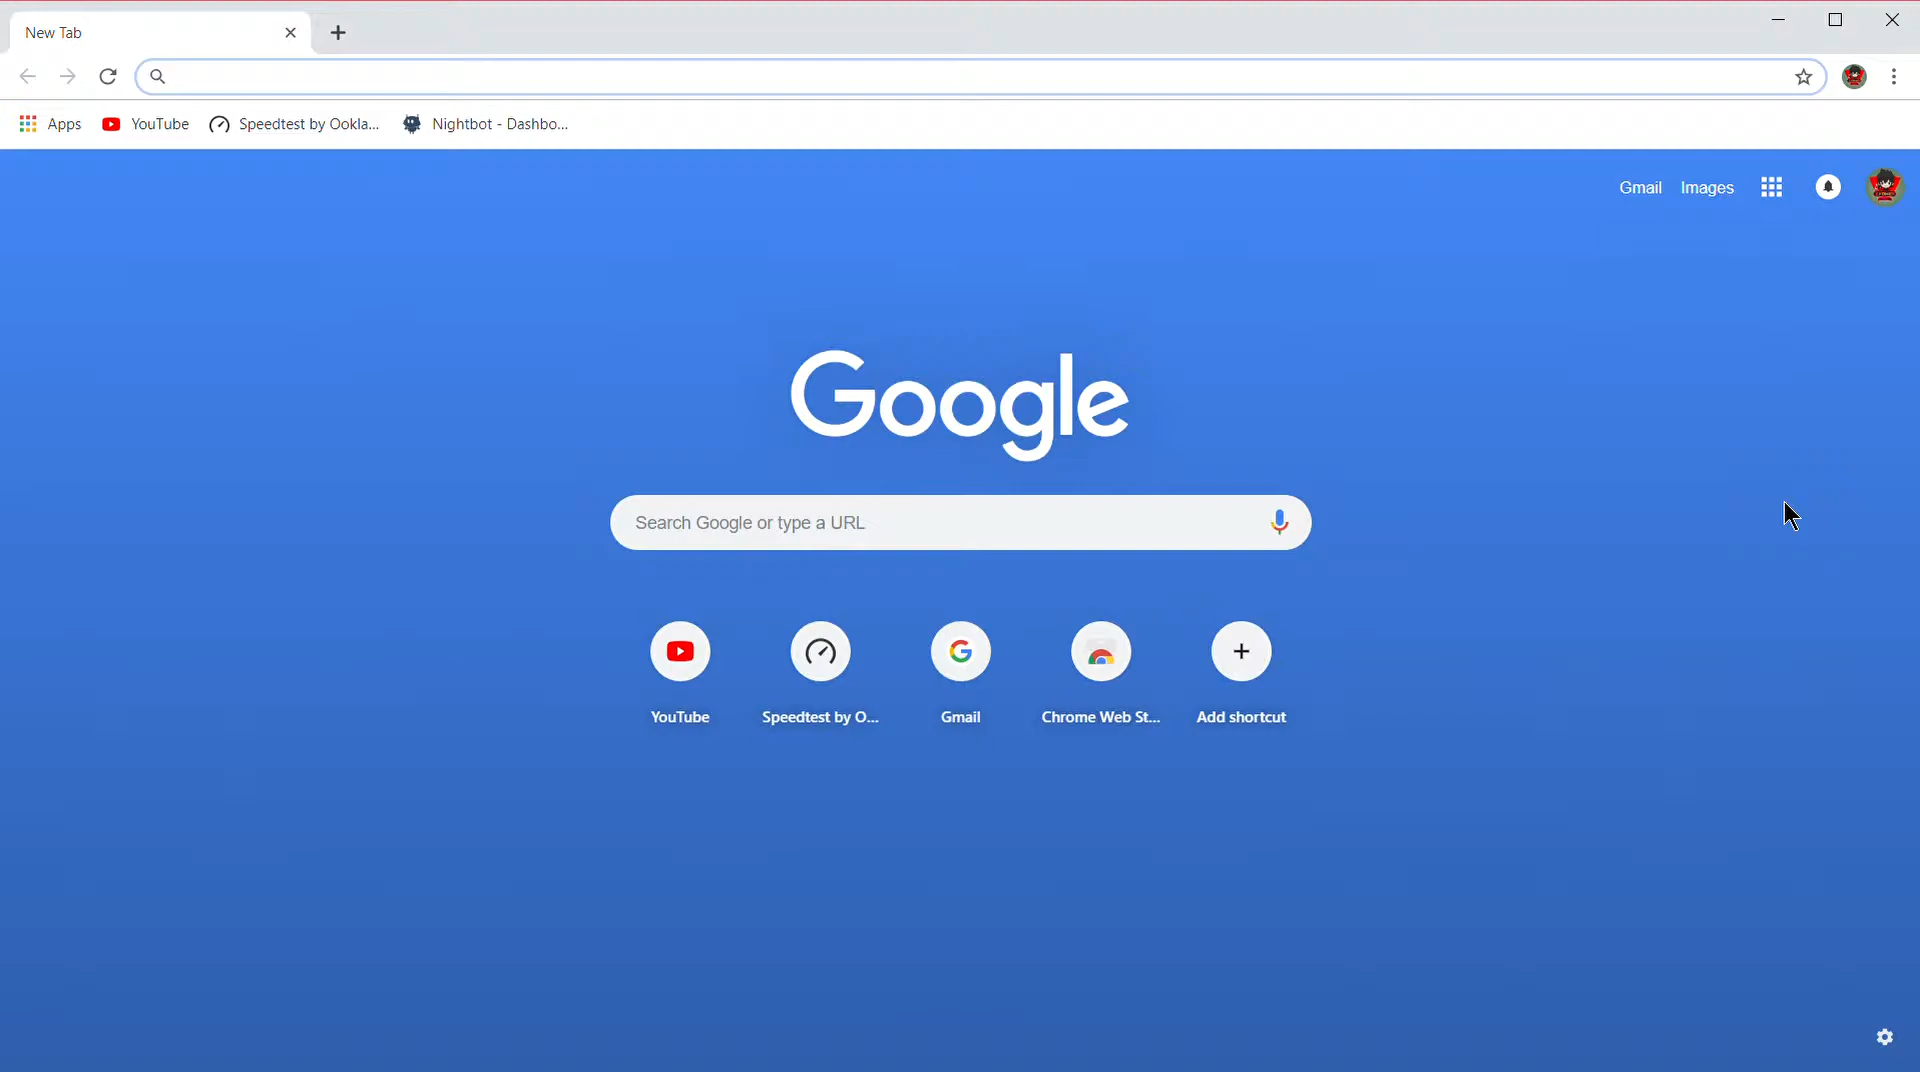 New Tab
Apps YouTube Speedtest by Ookla... Nightbot - Dashbo...
Gmail Images
Google
Search Google or type a URL
YouTube Speedtest by O... Gmail Chrome Web St... Add shortcut